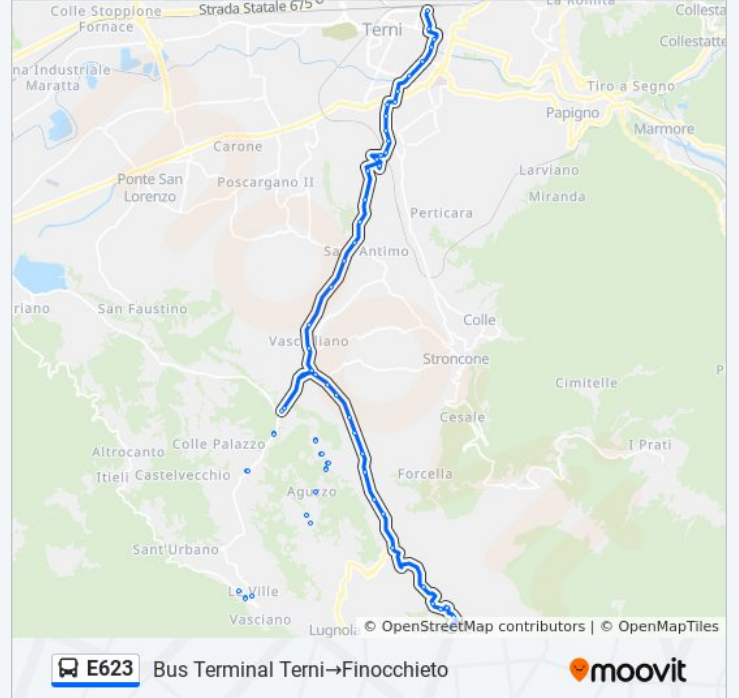 Colle Stoppione
Fornace
Strada Statale 675
La Romita
Terni
Collesta
Collestatte
na Industriale
Maratta
Tiro a Segno
Papigno
Marmore
Carone
Larviano
Ponte San
Lorenzo
Poscargano II
Miranda
Perticara
San Antimo
riano
San Faustino
Colle
Vascigliano
Stroncone
P
Cimitelle
Cesale
Colle Palazzo
I Prati
Altrocanto
Itieli
Castelvecchio
Forcella
Aguzzo
Sant'Urbano
Le Ville
Vasciano
Lugnola
© OpenStreetMap contributors | © OpenMapTiles
E623 Bus Terminal Terni→Finocchieto
moovit